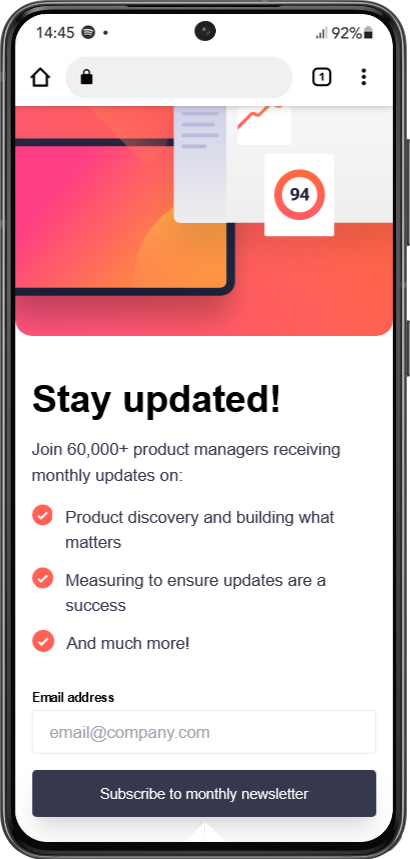 14:45
92%
1
94
Stay updated!
Join 60,000+ product managers receiving
monthly updates on:
Product discovery and building what
matters
Measuring to ensure updates are a
success
And much more!
Email address
email@company.com
Subscribe to monthly newsletter